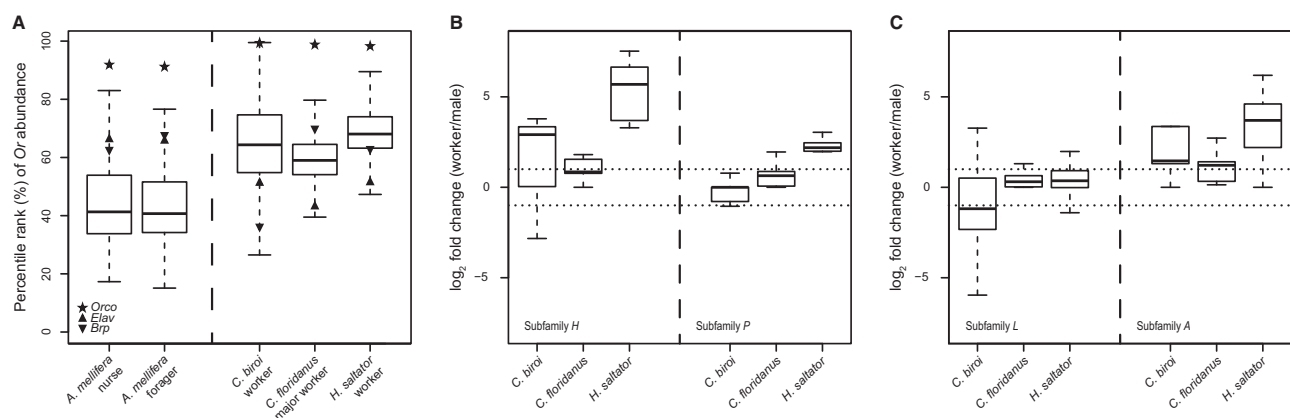 A
Percentile rank (%) of Or abundance
100
80
60
40
20
0
Orco
Elav
Brp
A. mellifera
nurse
A. mellifera
forager
C. biroi
worker
C. floridanus
major worker
H. saltator
worker
B
log2 fold change (worker/male)
5
0
−5
Subfamily H
Subfamily P
C. biroi
C. floridanus
H. saltator
C. biroi
C. floridanus
H. saltator
C
log2 fold change (worker/male)
5
0
−5
Subfamily L
Subfamily A
C. biroi
C. floridanus
H. saltator
C. biroi
C. floridanus
H. saltator